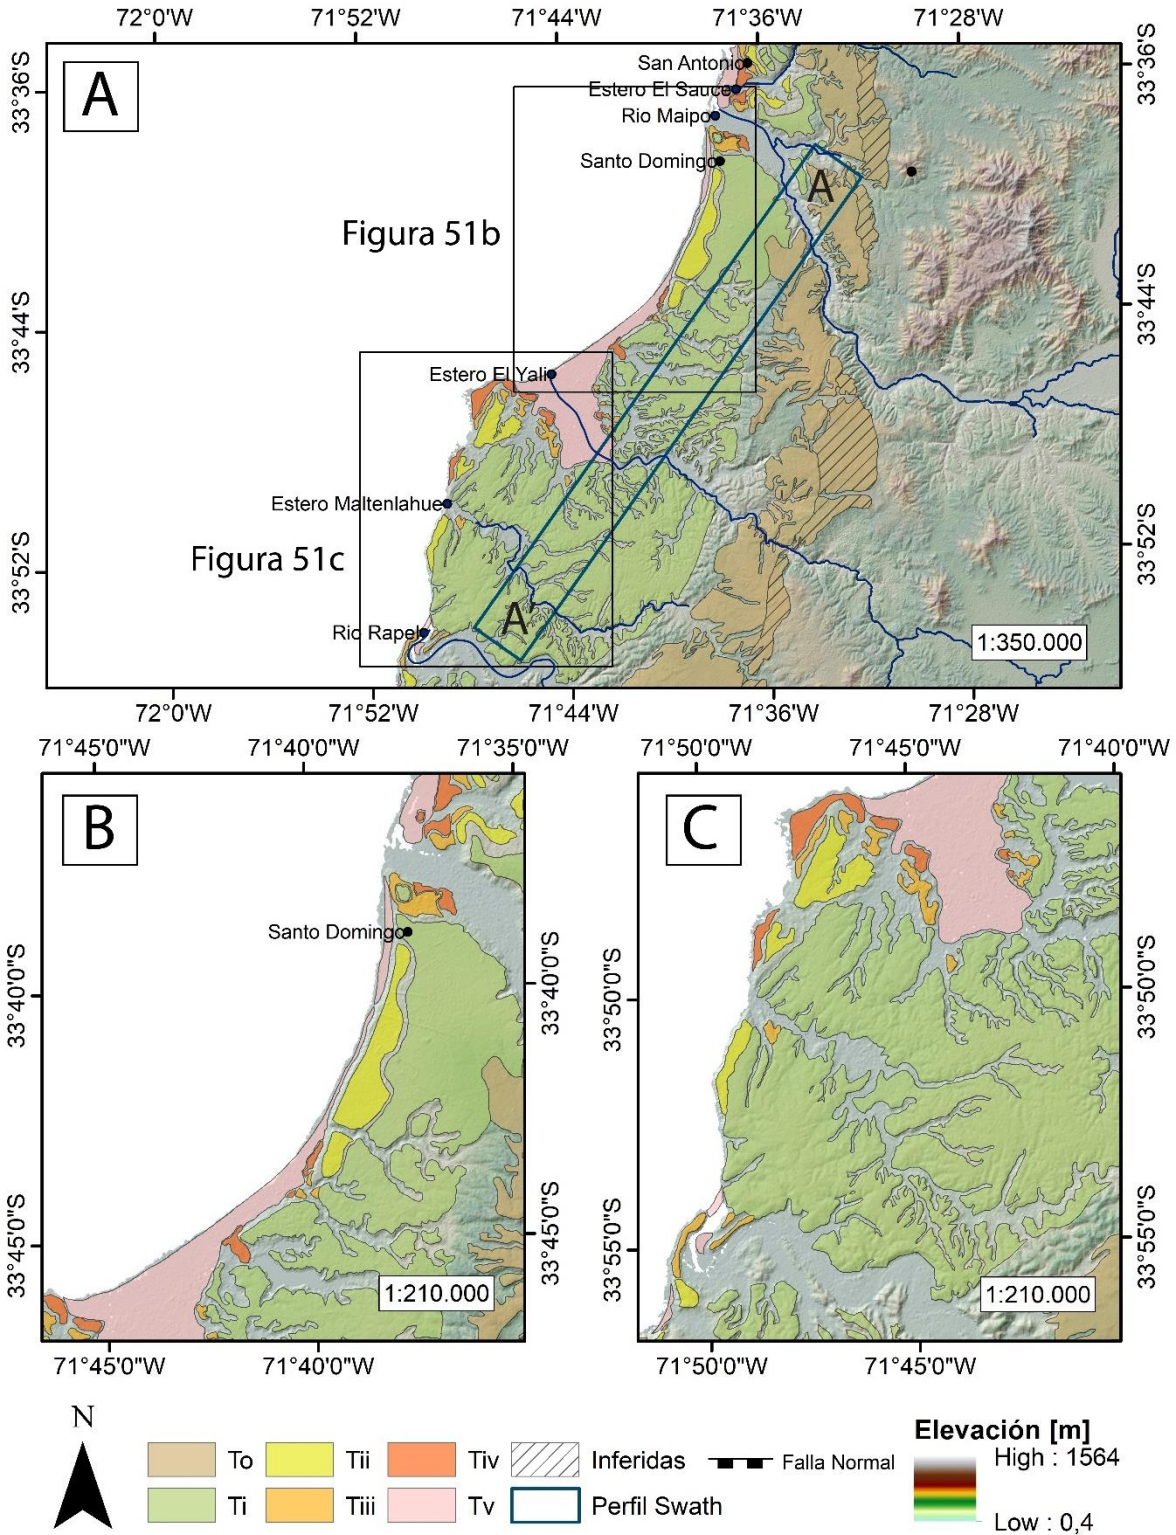 72°0'W 71°52'W 71°44'W 71°36'W 71°28'W
A
33°36'S
33°36'S
San Antonio
Estero El Sauce
Rio Maipo
Santo Domingo
A
Figura 51b
33°44'S
33°44'S
Estero El Yali
Estero Maltenlahue
Figura 51c
33°52'S
33°52'S
A'
Rio Rapel
1:350.000
72°0'W 71°52'W 71°44'W 71°36'W 71°28'W
71°45'0"W 71°40'0"W 71°35'0"W
B
Santo Domingo
33°40'0"S
33°40'0"S
33°45'0"S
33°45'0"S
1:210.000
71°45'0"W 71°40'0"W
71°50'0"W 71°45'0"W 71°40'0"W
C
33°50'0"S
33°50'0"S
33°55'0"S
33°55'0"S
1:210.000
71°50'0"W 71°45'0"W
N
To Tii Tiv Inferidas Falla Normal
Ti Tiii Tv Perfil Swath
Elevación [m]
High : 1564
Low : 0,4